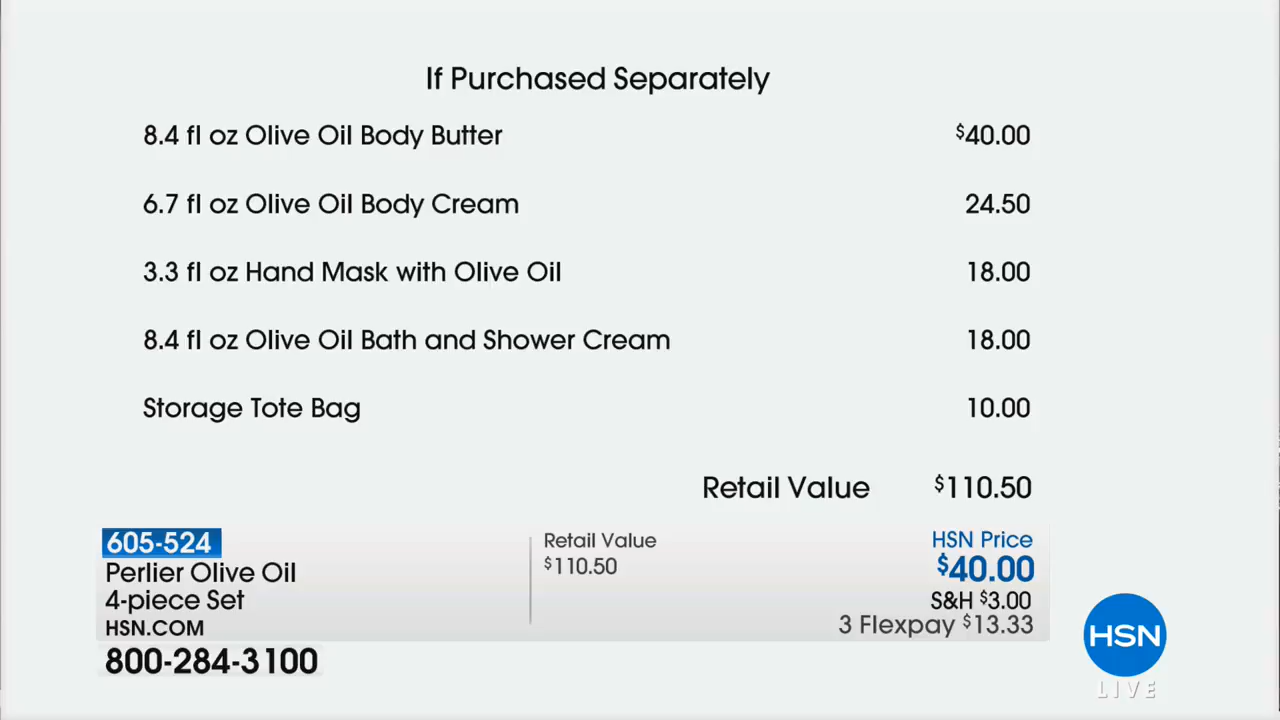 If Purchased Separately
8.4 fl oz Olive Oil Body Butter $40.00
6.7 fl oz Olive Oil Body Cream 24.50
3.3 fl oz Hand Mask with Olive Oil 18.00
8.4 fl oz Olive Oil Bath and Shower Cream 18.00
Storage Tote Bag 10.00
Retail Value $110.50
605-524
Perlier Olive Oil
4-piece Set
HSN.COM
800-284-3100
Retail Value
$110.50
HSN Price
$40.00
S&H $3.00
3 Flexpay $13.33
HSN
LIVE